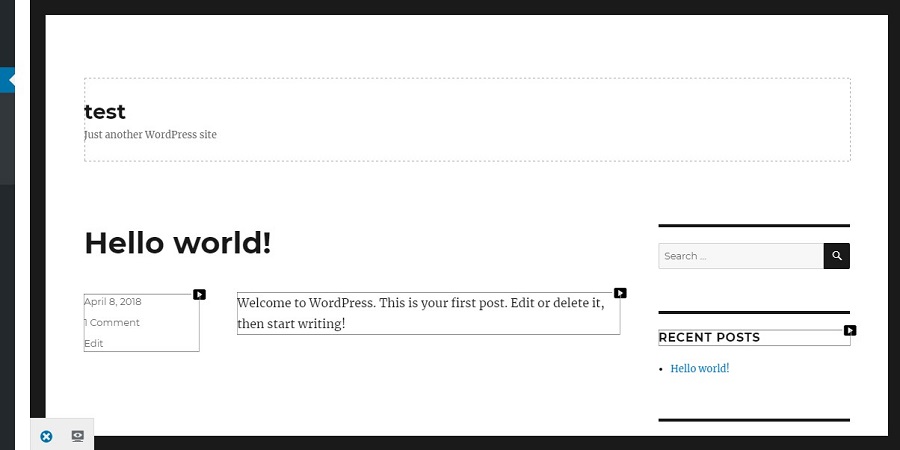 test
Just another WordPress site
Hello world!
April 8, 2018
1 Comment
Edit
Welcome to WordPress. This is your first post. Edit or delete it,
then start writing!
Search ...
RECENT POSTS
Hello world!